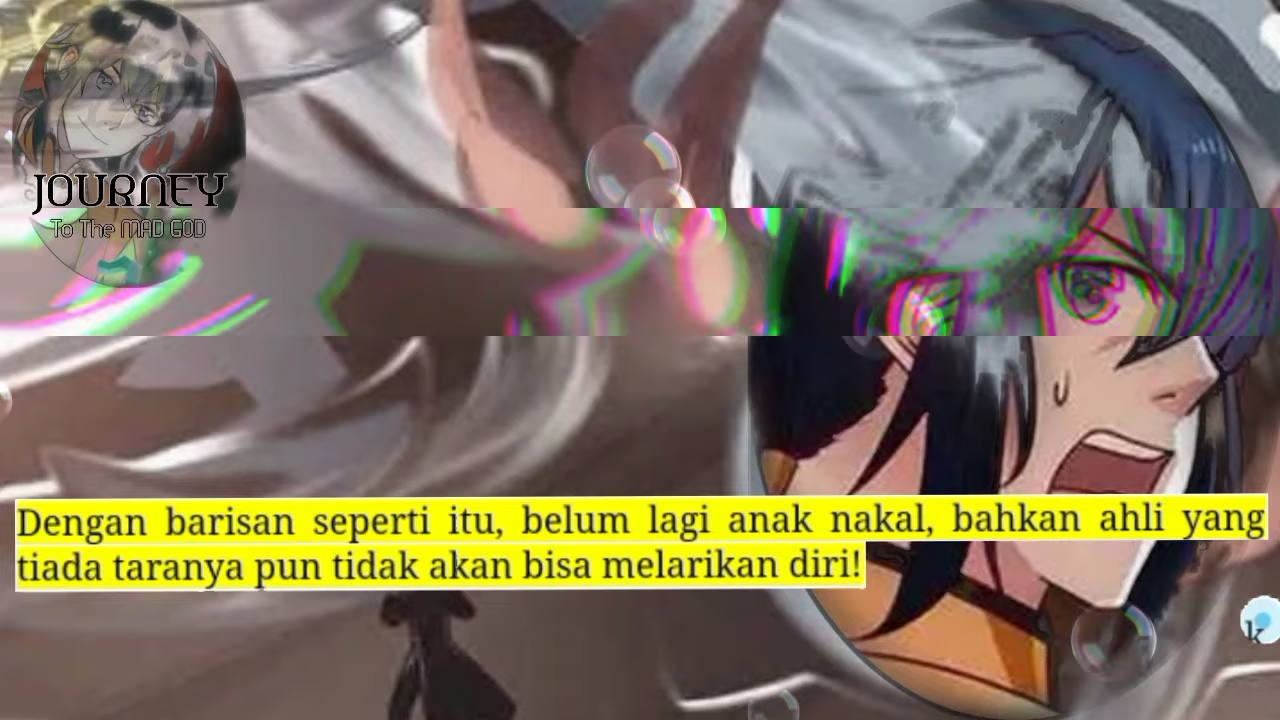 JOURNEY
To The MAD GOD
Dengan barisan seperti itu, belum lagi anak nakal, bahkan ahli yang
tiada taranya pun tidak akan bisa melarikan diri!
k